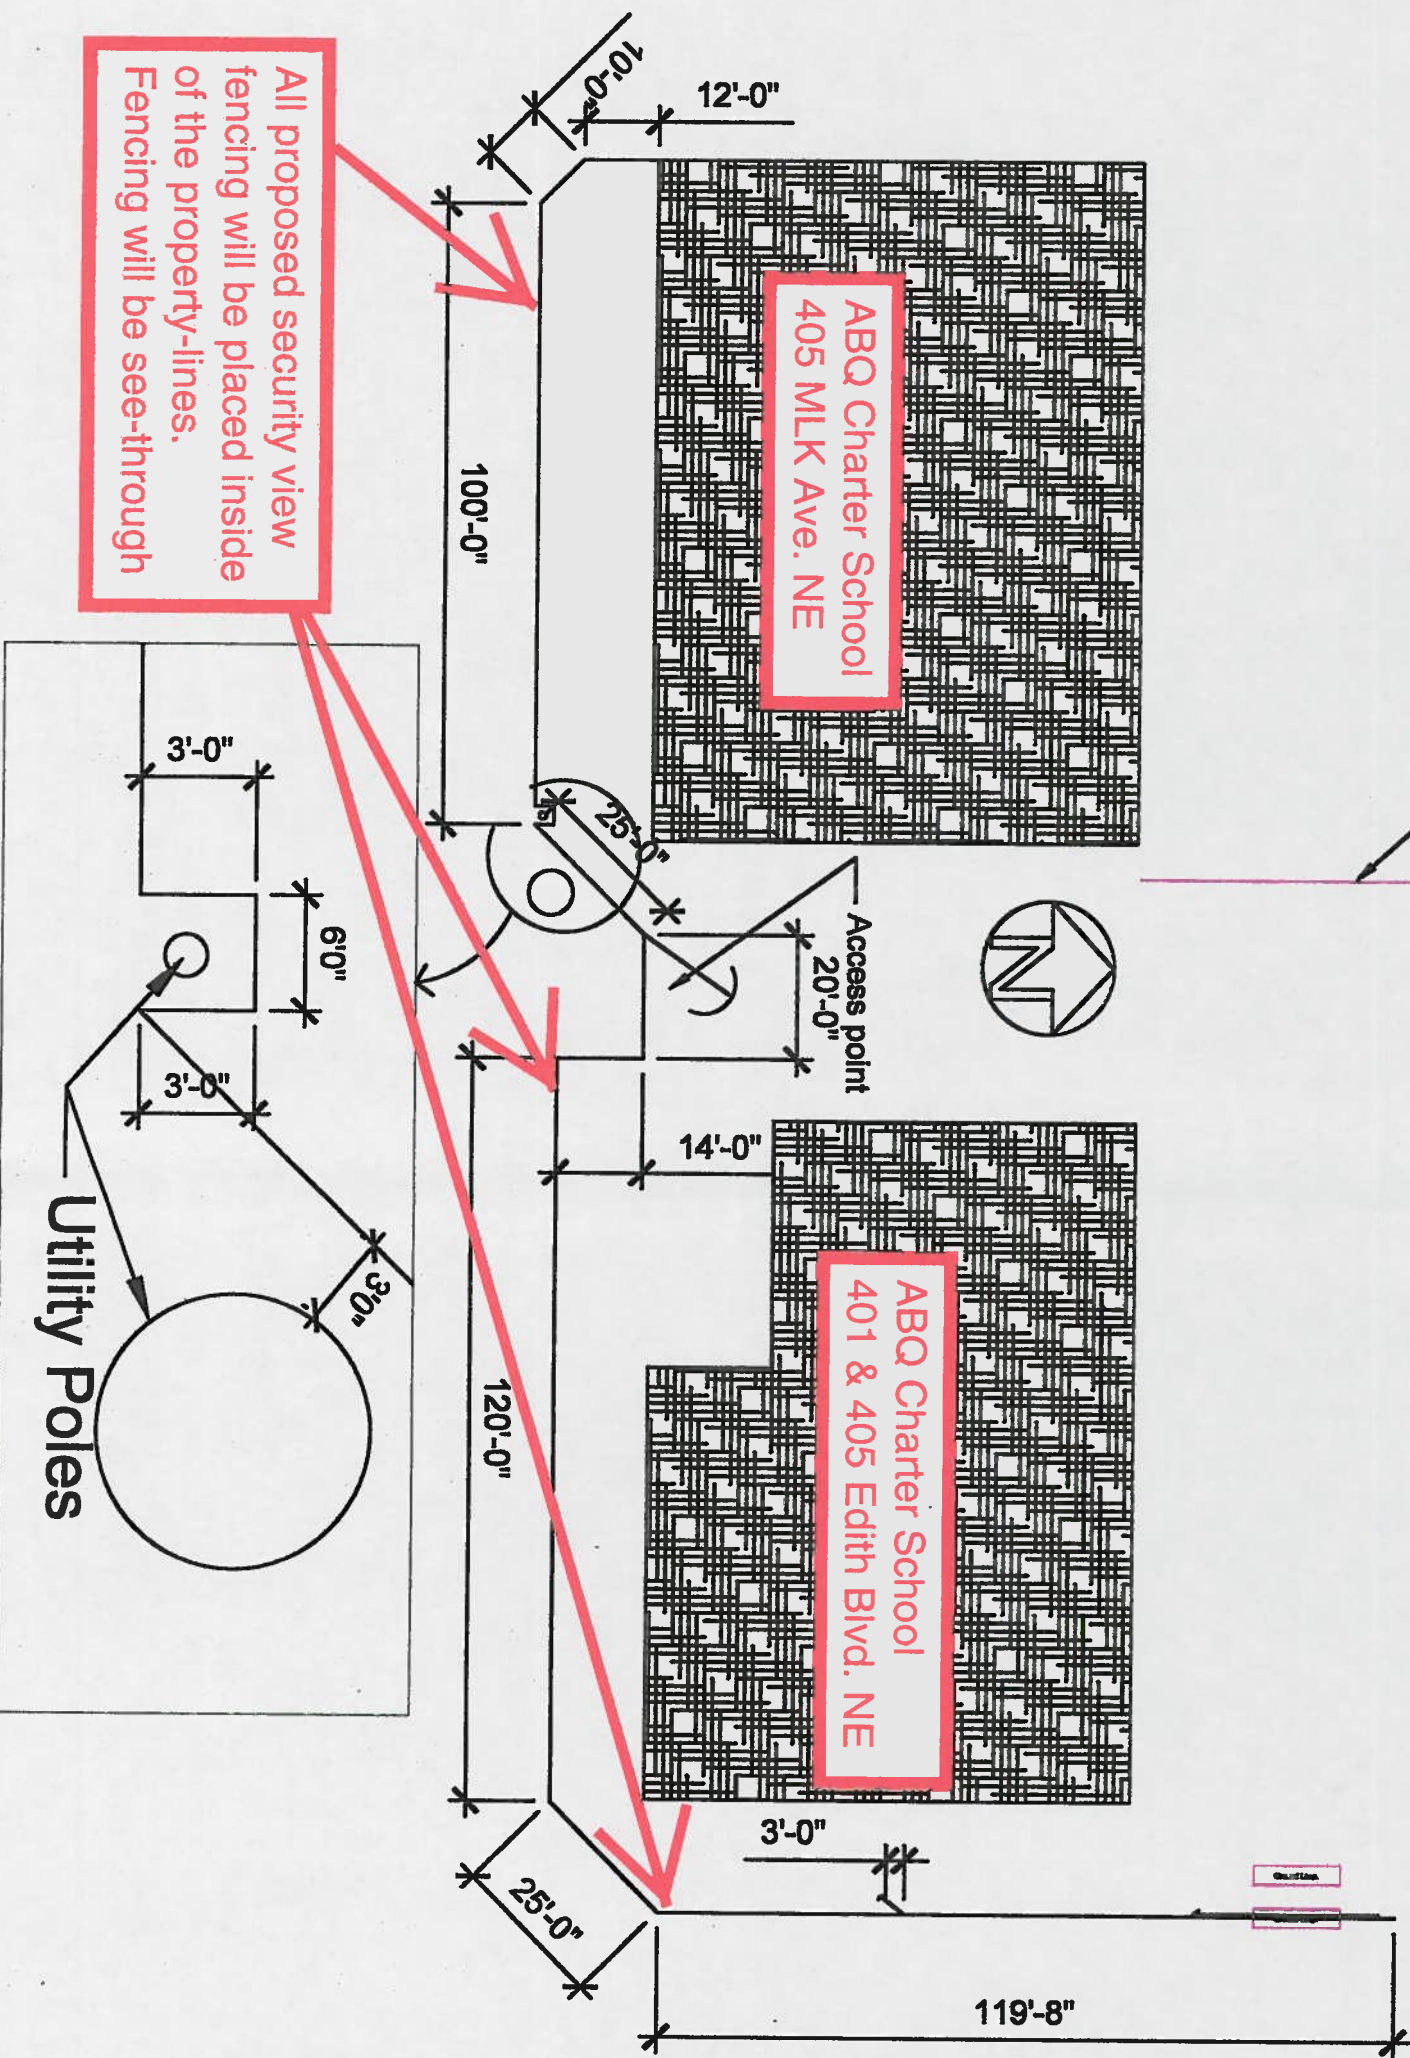 All proposed security view
fencing will be placed inside
of the property-lines.
Fencing will be see-through
ABQ Charter School
405 MLK Ave. NE
ABQ Charter School
401 & 405 Edith Blvd. NE
10'-0"
12'-0"
100'-0"
25'-0"
Access point
20'-0"
N
14'-0"
120'-0"
25'-0"
3'-0"
119'-8"
3'-0"
6'0"
3'-0"
3'-0"
Utility Poles